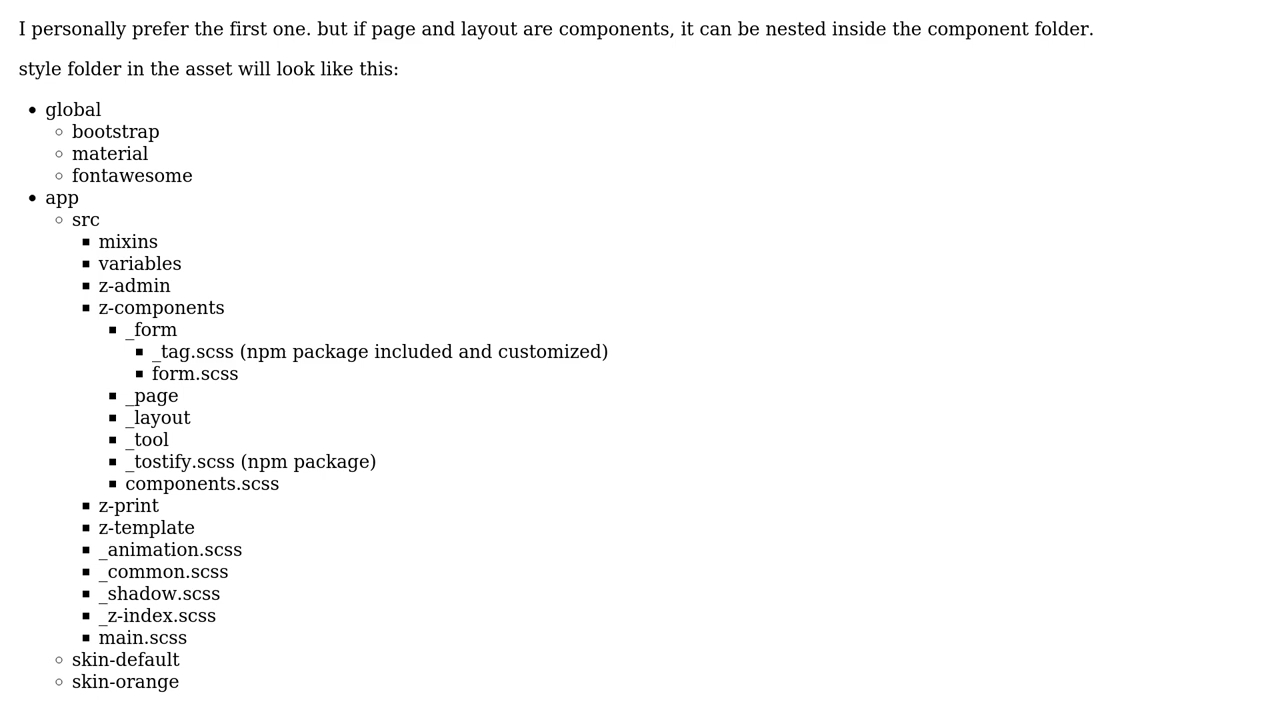 I personally prefer the first one. but if page and layout are components, it can be nested inside the component folder.
style folder in the asset will look like this:
global
bootstrap
material
fontawesome
app
src
mixins
variables
z-admin
z-components
_form
_tag.scss (npm package included and customized)
form.scss
_page
_layout
_tool
_tostify.scss (npm package)
components.scss
z-print
z-template
_animation.scss
_common.scss
_shadow.scss
_z-index.scss
main.scss
skin-default
skin-orange